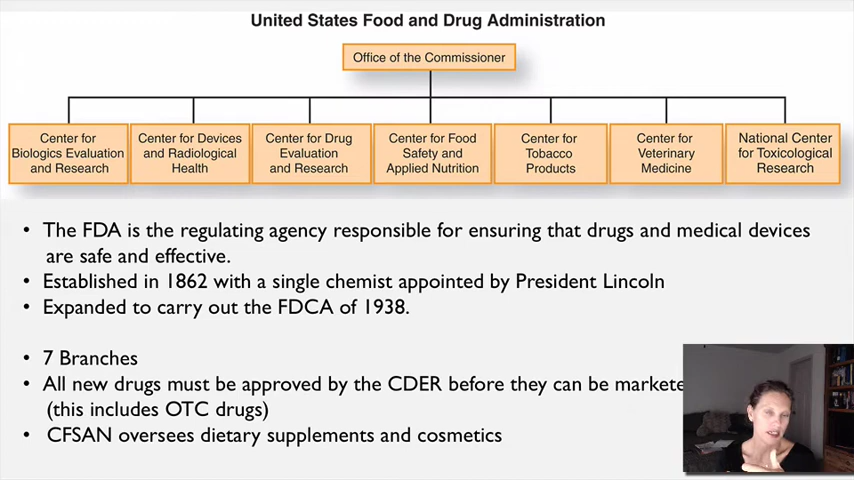 United States Food and Drug Administration
Office of the Commissioner
Center for
Biologics Evaluation
and Research
Center for Devices
and Radiological
Health
Center for Drug
Evaluation
and Research
Center for Food
Safety and
Applied Nutrition
Center for
Tobacco
Products
Center for
Veterinary
Medicine
National Center
for Toxicological
Research
• The FDA is the regulating agency responsible for ensuring that drugs and medical devices
are safe and effective.
• Established in 1862 with a single chemist appointed by President Lincoln
• Expanded to carry out the FDCA of 1938.
• 7 Branches
• All new drugs must be approved by the CDER before they can be markete
(this includes OTC drugs)
• CFSAN oversees dietary supplements and cosmetics